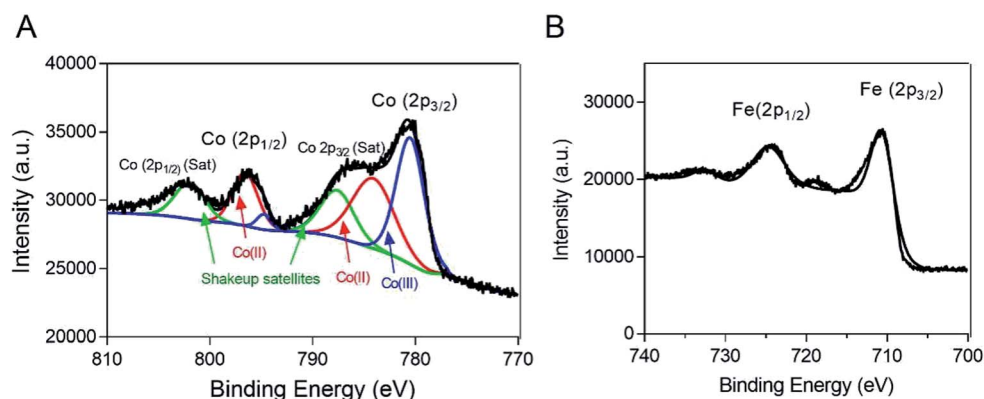 A
40000
35000
30000
25000
20000
Intensity (a.u.)
Co (2p3/2)
Co (2p1/2)
Co 2p3/2 (Sat)
Co (2p1/2) (Sat)
Co(II)
Shakeup satellites
Co(II)
Co(III)
810 800 790 780 770
Binding Energy (eV)
B
30000
20000
10000
0
Intensity (a.u.)
Fe (2p3/2)
Fe(2p1/2)
740 730 720 710 700
Binding Energy (eV)